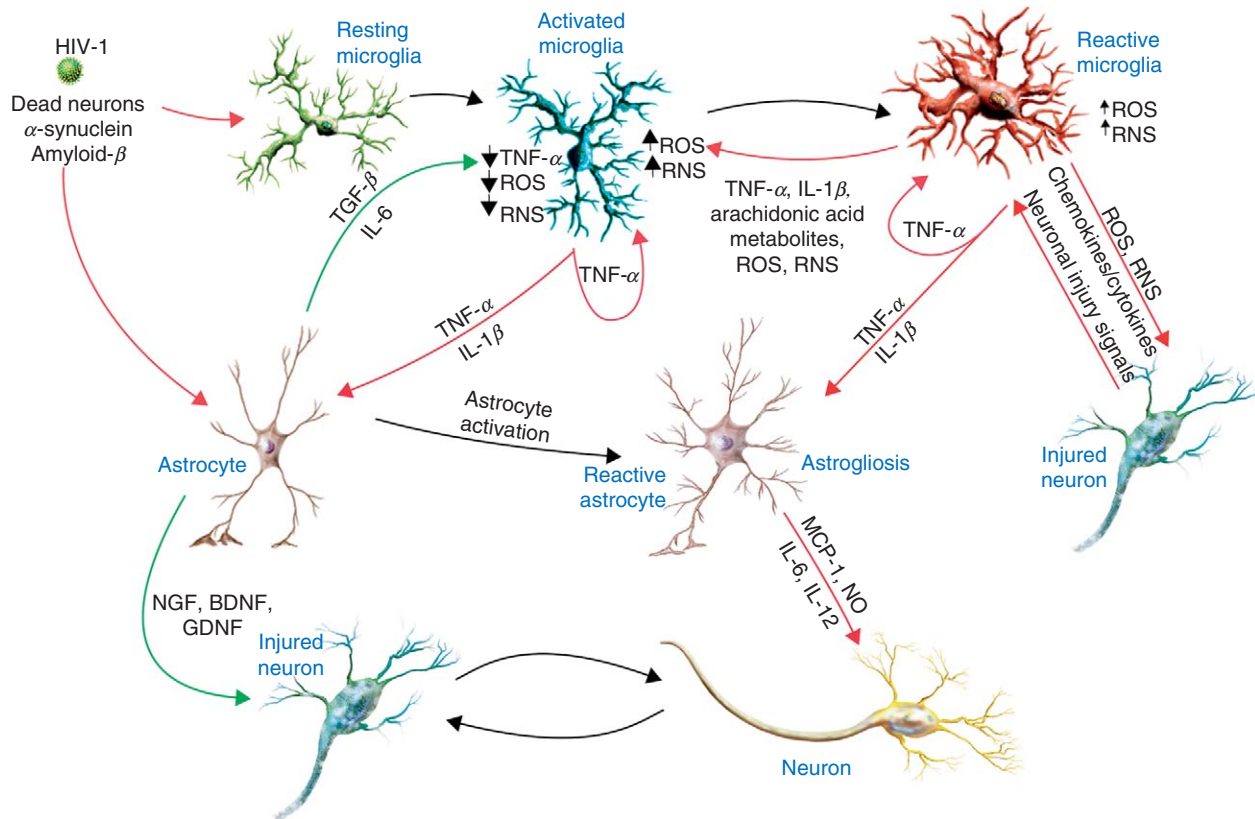 HIV-1
Dead neurons
α-synuclein
Amyloid-β
Resting
microglia
Activated
microglia
Reactive
microglia
↑ROS
↑RNS
TGF-β
IL-6
↓TNF-α
↓ROS
↓RNS
↑ROS
↑RNS
TNF-α, IL-1β,
arachidonic acid
metabolites,
ROS, RNS
TNF-α
TNF-α
IL-1β
TNF-α
TNF-α
IL-1β
ROS, RNS
Chemokines/cytokines
Neuronal injury signals
Astrocyte
Astrocyte
activation
Reactive
astrocyte
Astrogliosis
Injured
neuron
MCP-1, NO
IL-6, IL-12
NGF, BDNF,
GDNF
Injured
neuron
Neuron